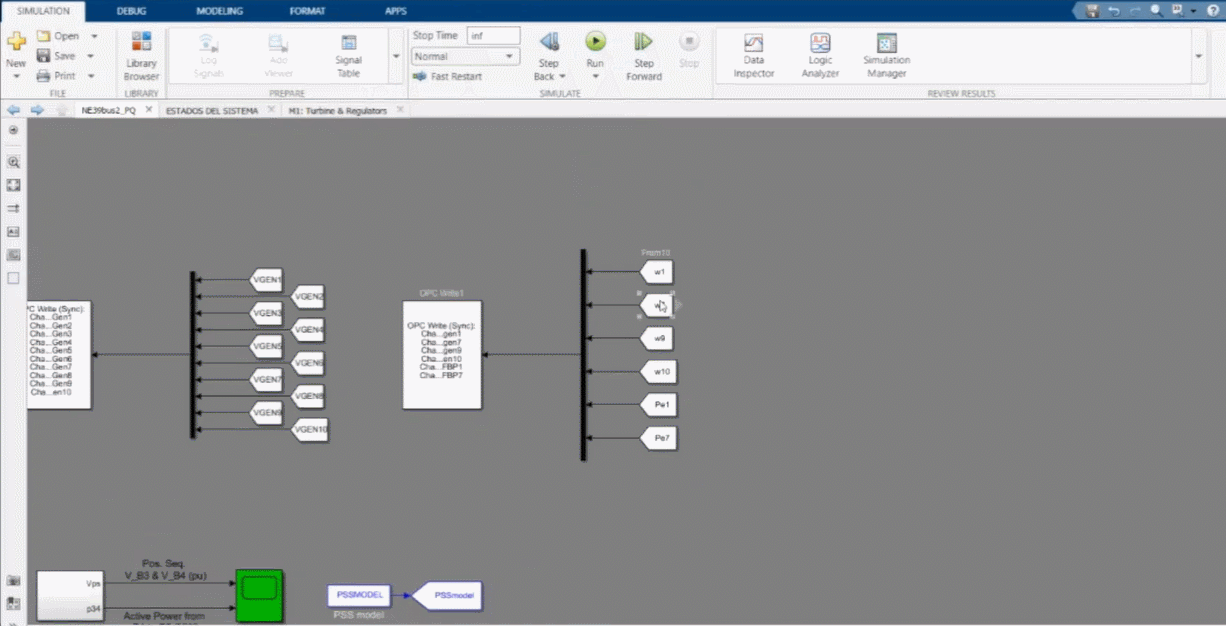 SIMULATION DEBUG MODELING FORMAT APPS
Open
Save
Print
New
FILE
Library
Browser
LIBRARY
Log
Signals
Add
Viewer
Signal
Table
PREPARE
Stop Time inf
Normal
Fast Restart
Step
Back
Run
Step
Forward
Stop
SIMULATE
Data
Inspector
Logic
Analyzer
Simulation
Manager
REVIEW RESULTS
NE39bus2_PQ
ESTADOS DEL SISTEMA
M1: Turbine & Regulators
PC Write (Sync):
Cha...Gen1
Cha...Gen2
Cha...Gen3
Cha...Gen4
Cha...Gen5
Cha...Gen6
Cha...Gen7
Cha...Gen8
Cha...Gen9
Cha...en10
VGEN1
VGEN2
VGEN3
VGEN4
VGEN5
VGEN6
VGEN7
VGEN8
VGEN9
VGEN10
OPC Write1
OPC Write (Sync):
Cha...gen1
Cha...gen7
Cha...gen9
Cha...en10
Cha...FBP1
Cha...FBP7
From10
w1
w9
w10
Pe1
Pe7
Vps
p34
Pos. Seq.
V_B3 & V_B4 (pu)
Active Power from
PSSMODEL
PSSmodel
PSS model